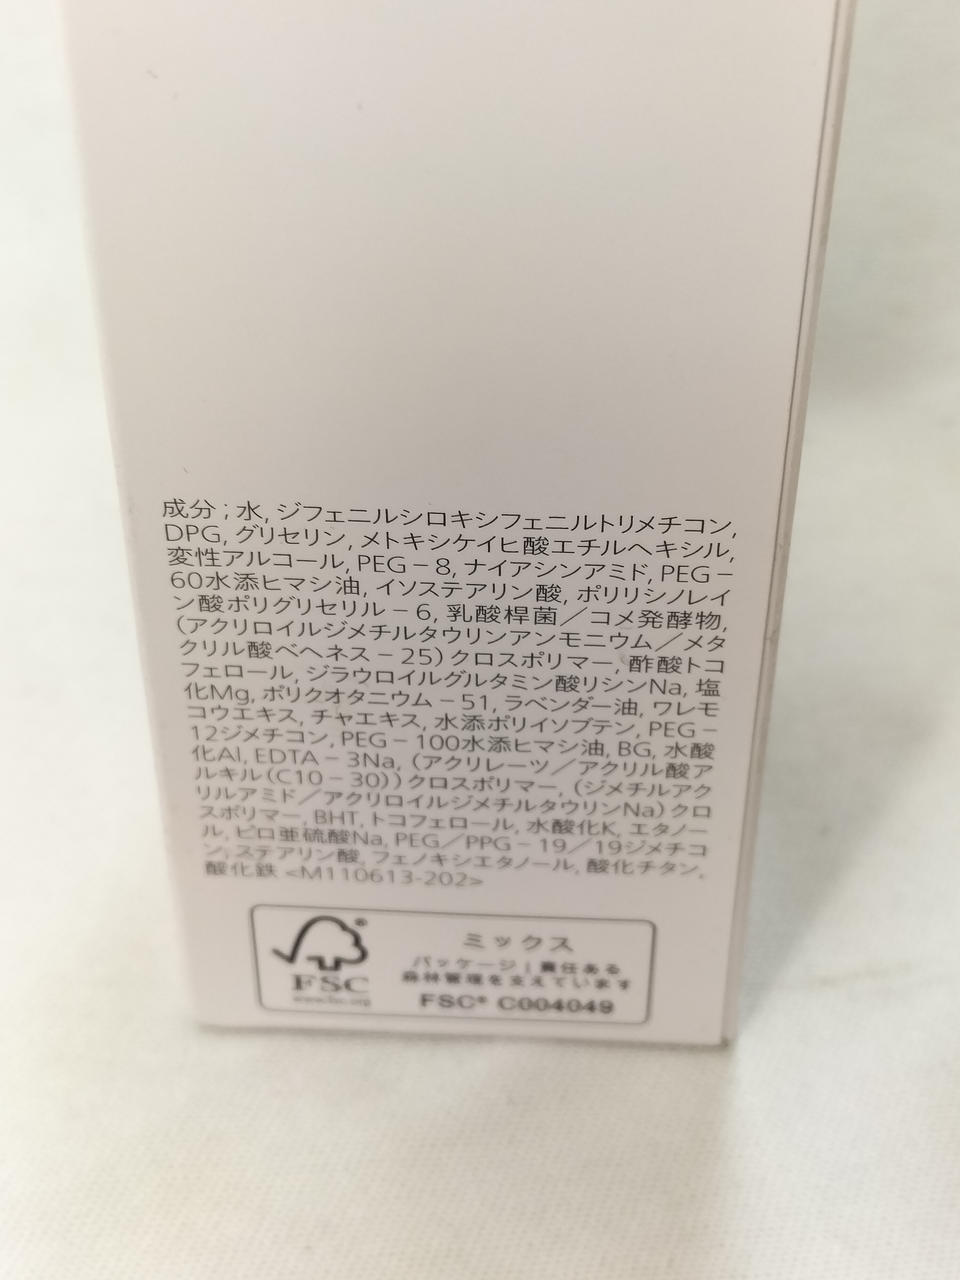 成分 ; 水, ジフェニルシロキシフェニルトリメチコン,
DPG, グリセリン, メトキシケイヒ酸エチルヘキシル,
変性アルコール, PEG－8, ナイアシンアミド, PEG－
60水添ヒマシ油, イソステアリン酸, ポリリシノレイ
ン酸ポリグリセリル－6, 乳酸桿菌／コメ発酵物,
(アクリロイルジメチルタウリンアンモニウム／メタ
クリル酸ベヘネス－25) クロスポリマー, 酢酸トコ
フェロール, ジラウロイルグルタミン酸リシンNa, 塩
化Mg, ポリクオタニウム－51, ラベンダー油, ワレモ
コウエキス, チャエキス, 水添ポリイソブテン, PEG－
12ジメチコン, PEG－100水添ヒマシ油, BG, 水酸
化Al, EDTA－3Na, (アクリレーツ／アクリル酸ア
ルキル(C10－30)) クロスポリマー, (ジメチルアク
リルアミド／アクリロイルジメチルタウリンNa) クロ
スポリマー, BHT, トコフェロール, 水酸化K, エタノー
ル, ピロ亜硫酸Na, PEG／PPG－19／19ジメチコ
ン, ステアリン酸, フェノキシエタノール, 酸化チタン,
酸化鉄 <M110613-202>
FSC
www.fsc.org
ミックス
パッケージ | 責任ある
森林管理を支えています
FSC® C004049